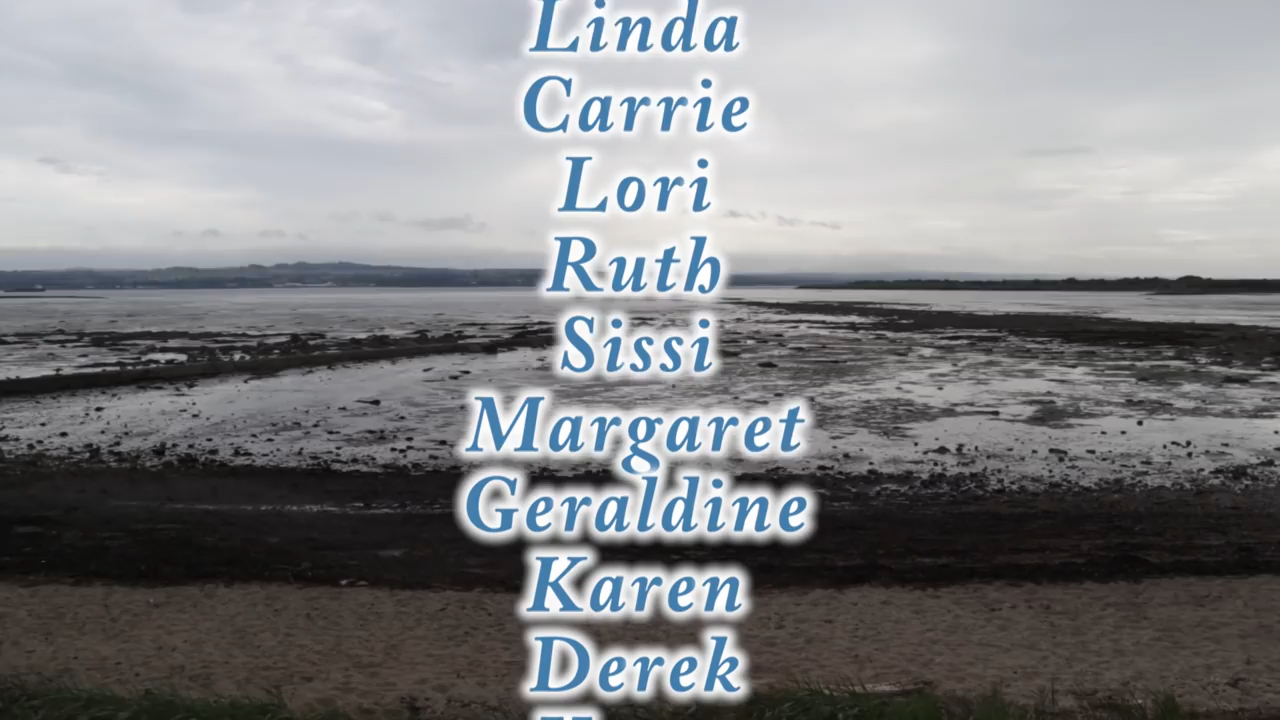 Linda
Carrie
Lori
Ruth
Sissi
Margaret
Geraldine
Karen
Derek